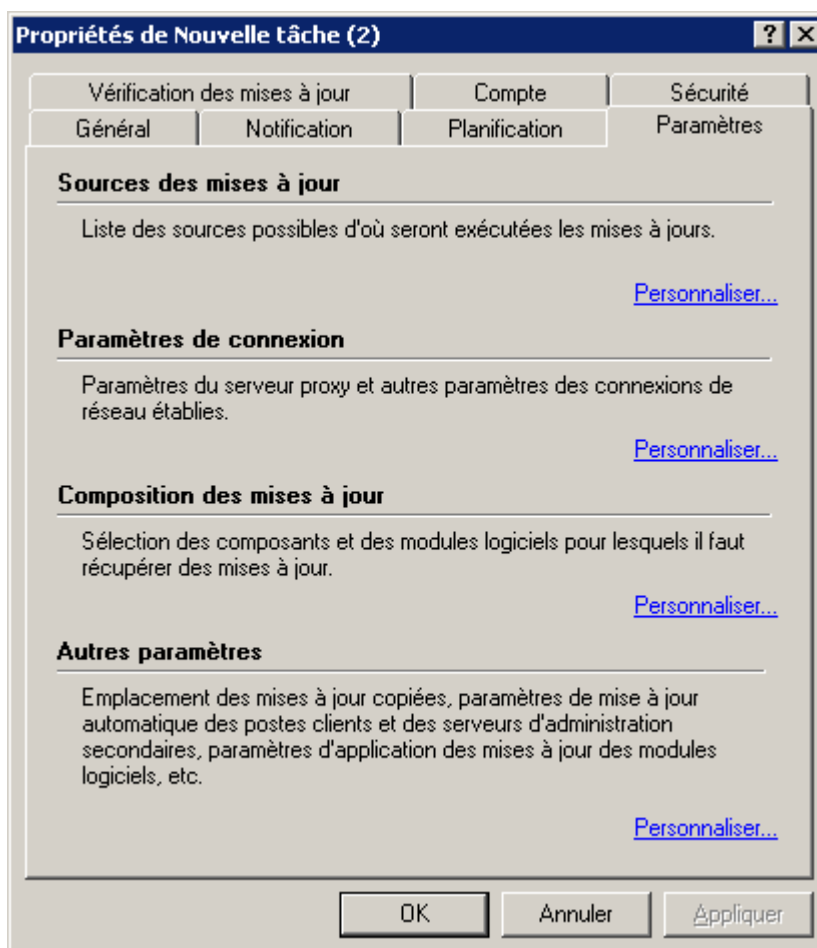 Propriétés de Nouvelle tâche (2)
Vérification des mises à jour
Compte
Sécurité
Général
Notification
Planification
Paramètres
Sources des mises à jour
Liste des sources possibles d'où seront exécutées les mises à jours.
Personnaliser...
Paramètres de connexion
Paramètres du serveur proxy et autres paramètres des connexions de
réseau établies.
Personnaliser...
Composition des mises à jour
Sélection des composants et des modules logiciels pour lesquels il faut
récupérer des mises à jour.
Personnaliser...
Autres paramètres
Emplacement des mises à jour copiées, paramètres de mise à jour
automatique des postes clients et des serveurs d'administration
secondaires, paramètres d'application des mises à jour des modules
logiciels, etc.
Personnaliser...
OK
Annuler
Appliquer